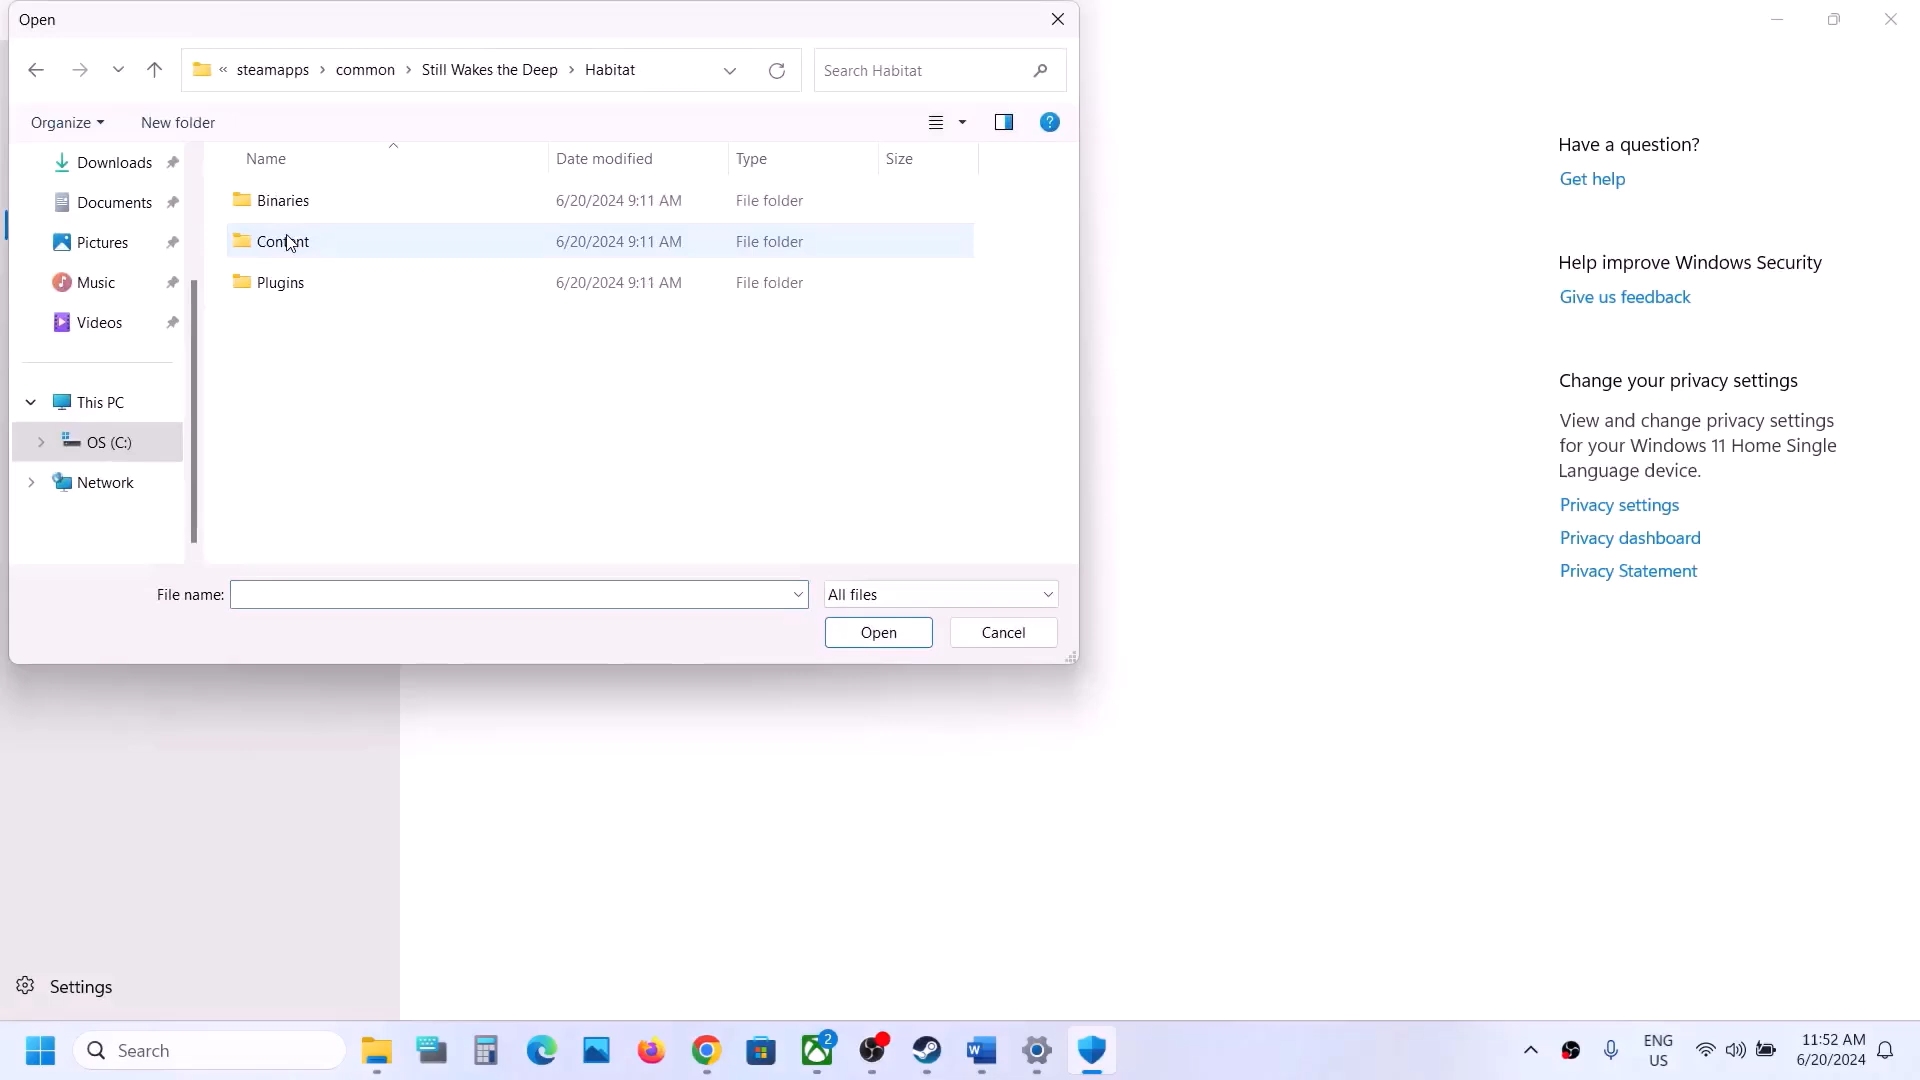 Open
« steamapps > common > Still Wakes the Deep > Habitat
Search Habitat
Organize
New folder
?
Downloads
Documents
Pictures
Music
Videos
This PC
OS (C:)
Network
Name
Date modified
Type
Size
Binaries 6/20/2024 9:11 AM File folder
Content 6/20/2024 9:11 AM File folder
Plugins 6/20/2024 9:11 AM File folder
File name:
All files
Open
Cancel
Have a question?
Get help
Help improve Windows Security
Give us feedback
Change your privacy settings
View and change privacy settings
for your Windows 11 Home Single
Language device.
Privacy settings
Privacy dashboard
Privacy Statement
Settings
Search
2
W
ENG
US
11:52 AM
6/20/2024